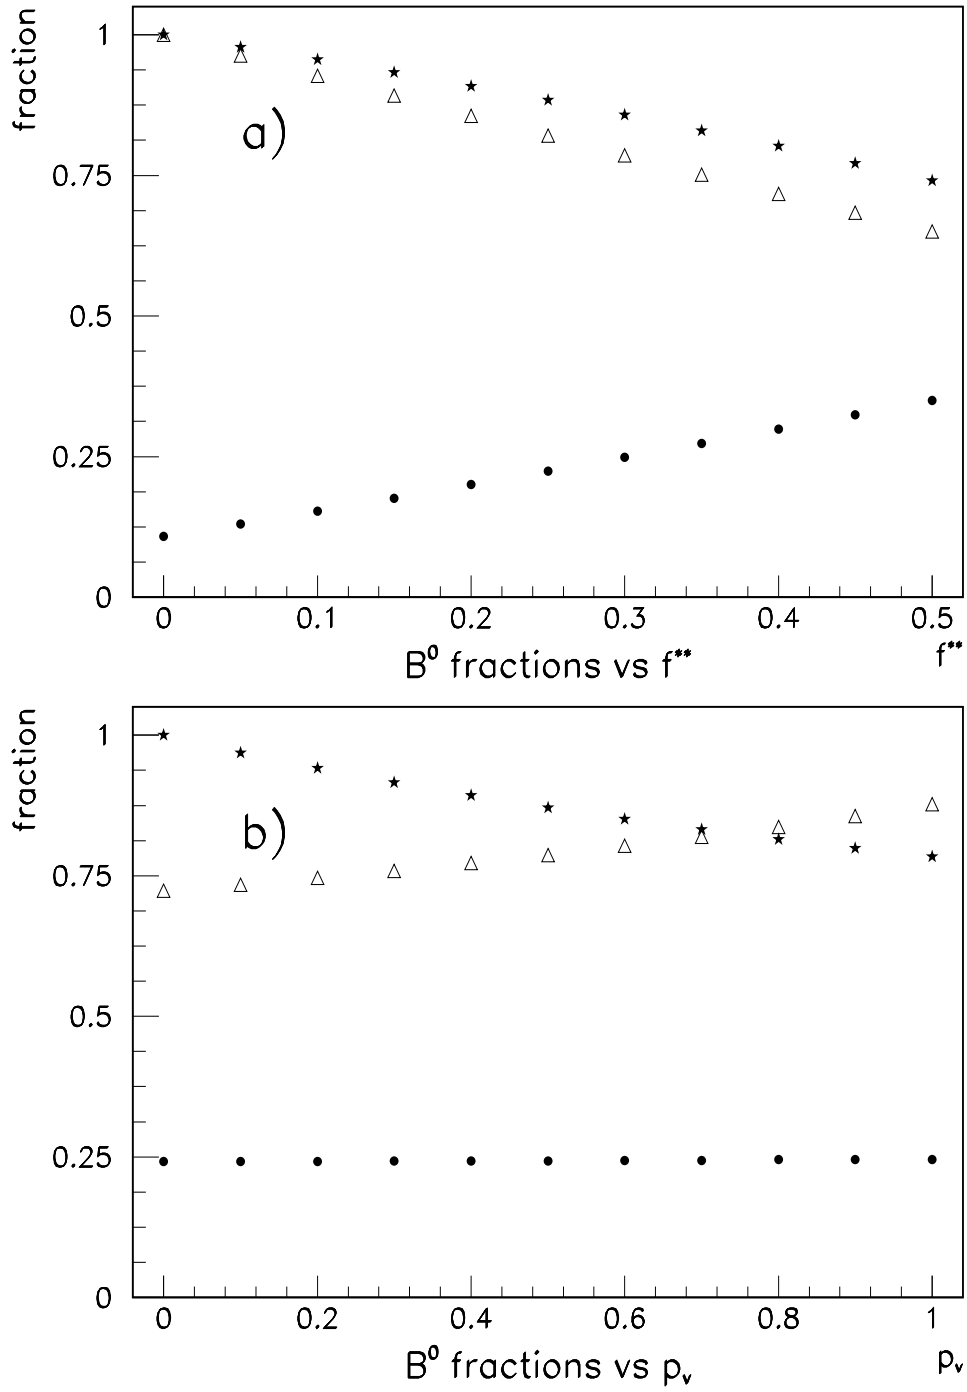 fraction
1
a)
0.75
0.5
0.25
0
0 0.1 0.2 0.3 0.4 0.5
B⁰ fractions vs f**
f**
fraction
1
b)
0.75
0.5
0.25
0
0 0.2 0.4 0.6 0.8 1
B⁰ fractions vs pᵥ
pᵥ